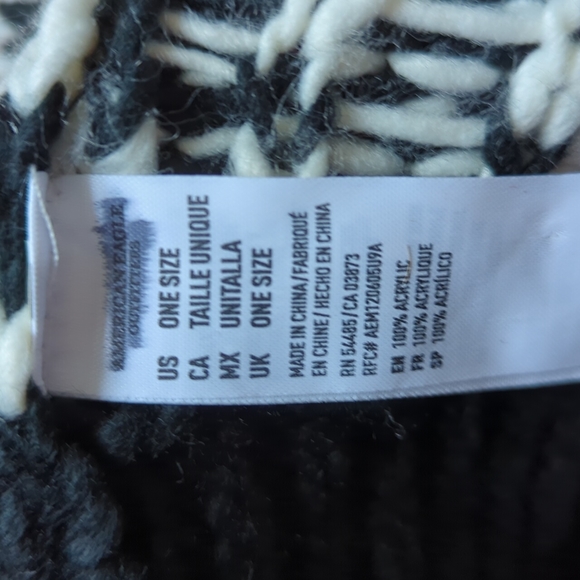 AMERICAN EAGLE
OUTFITTERS
US ONE SIZE
CA TAILLE UNIQUE
MX UNITALLA
UK ONE SIZE
MADE IN CHINA/FABRIQUÉ
EN CHINE/HECHO EN CHINA
RN 54485/CA 03873
RFC# AEM120605U9A
EN 100% ACRYLIC
FR 100% ACRYLIQUE
SP 100% ACRÍLICO